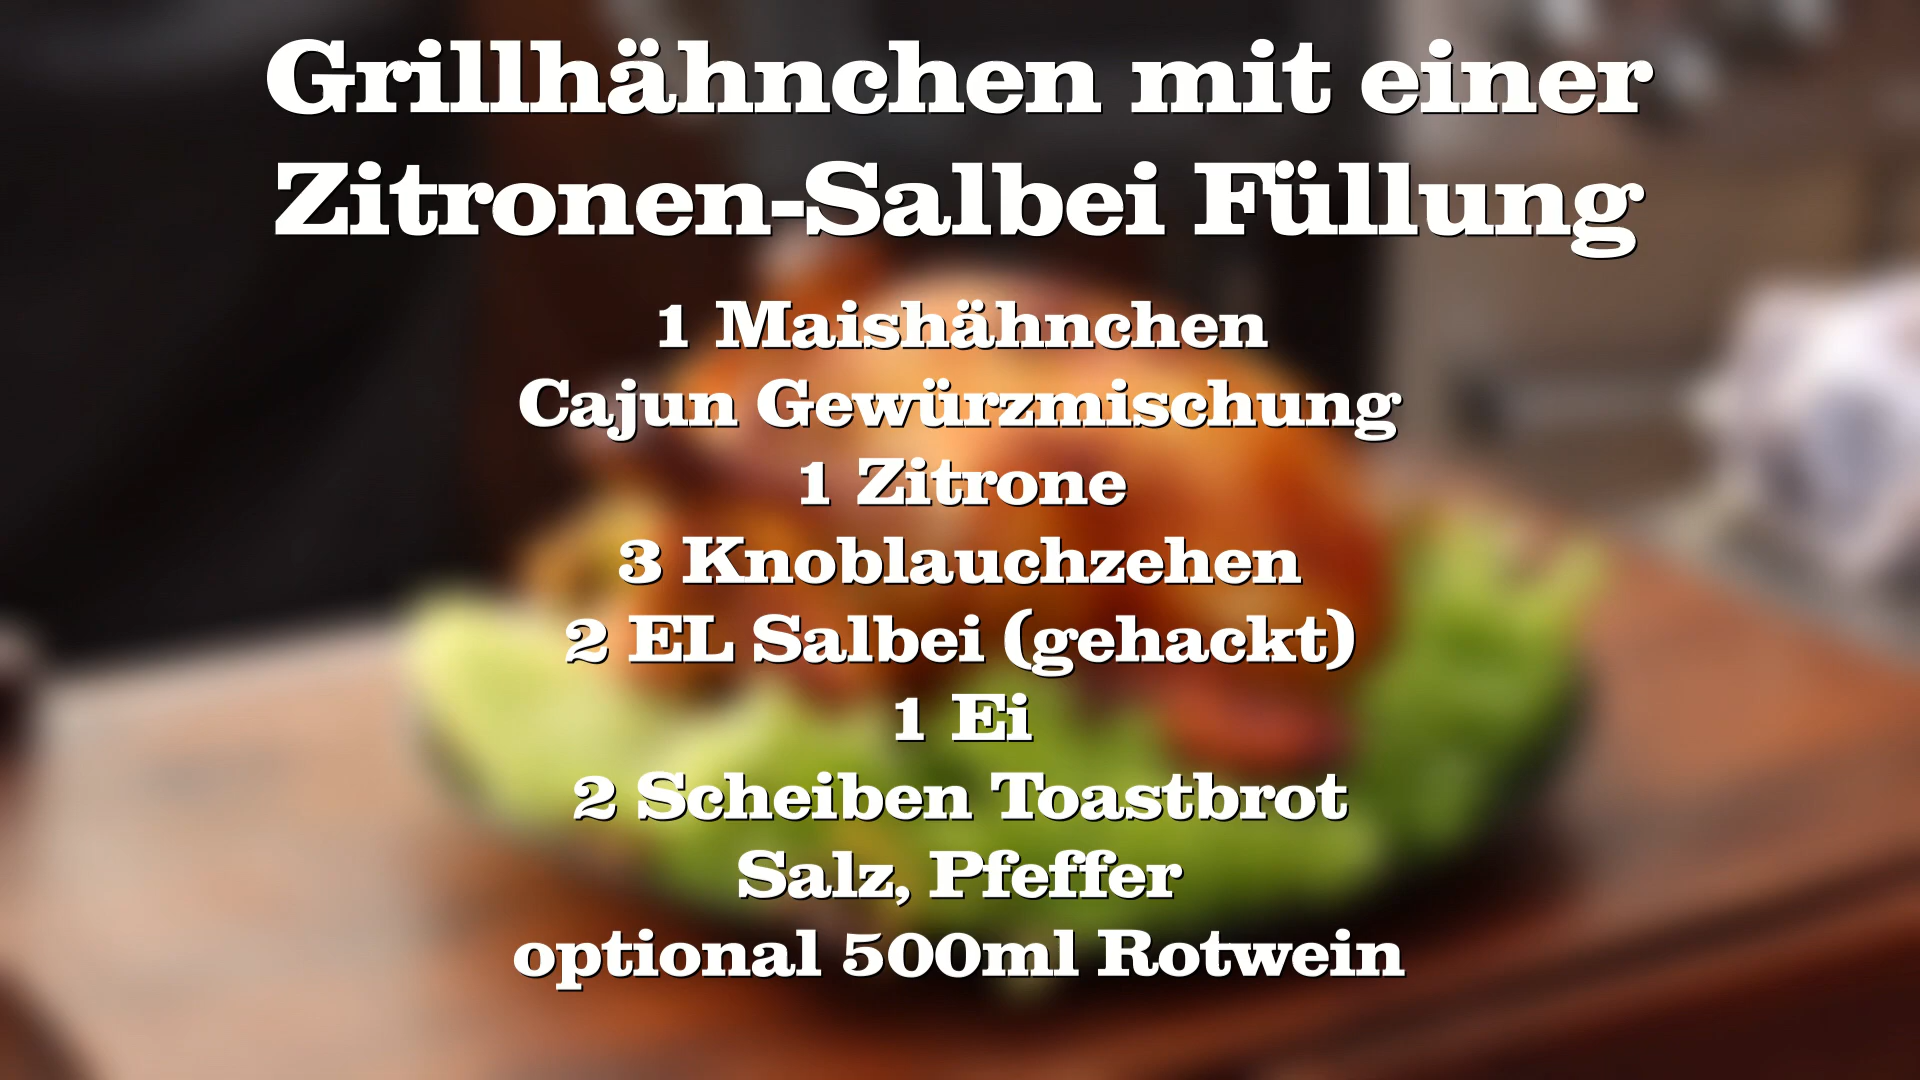 Grillhähnchen mit einer
Zitronen-Salbei Füllung
1 Maishähnchen
Cajun Gewürzmischung
1 Zitrone
3 Knoblauchzehen
2 EL Salbei (gehackt)
1 Ei
2 Scheiben Toastbrot
Salz, Pfeffer
optional 500ml Rotwein